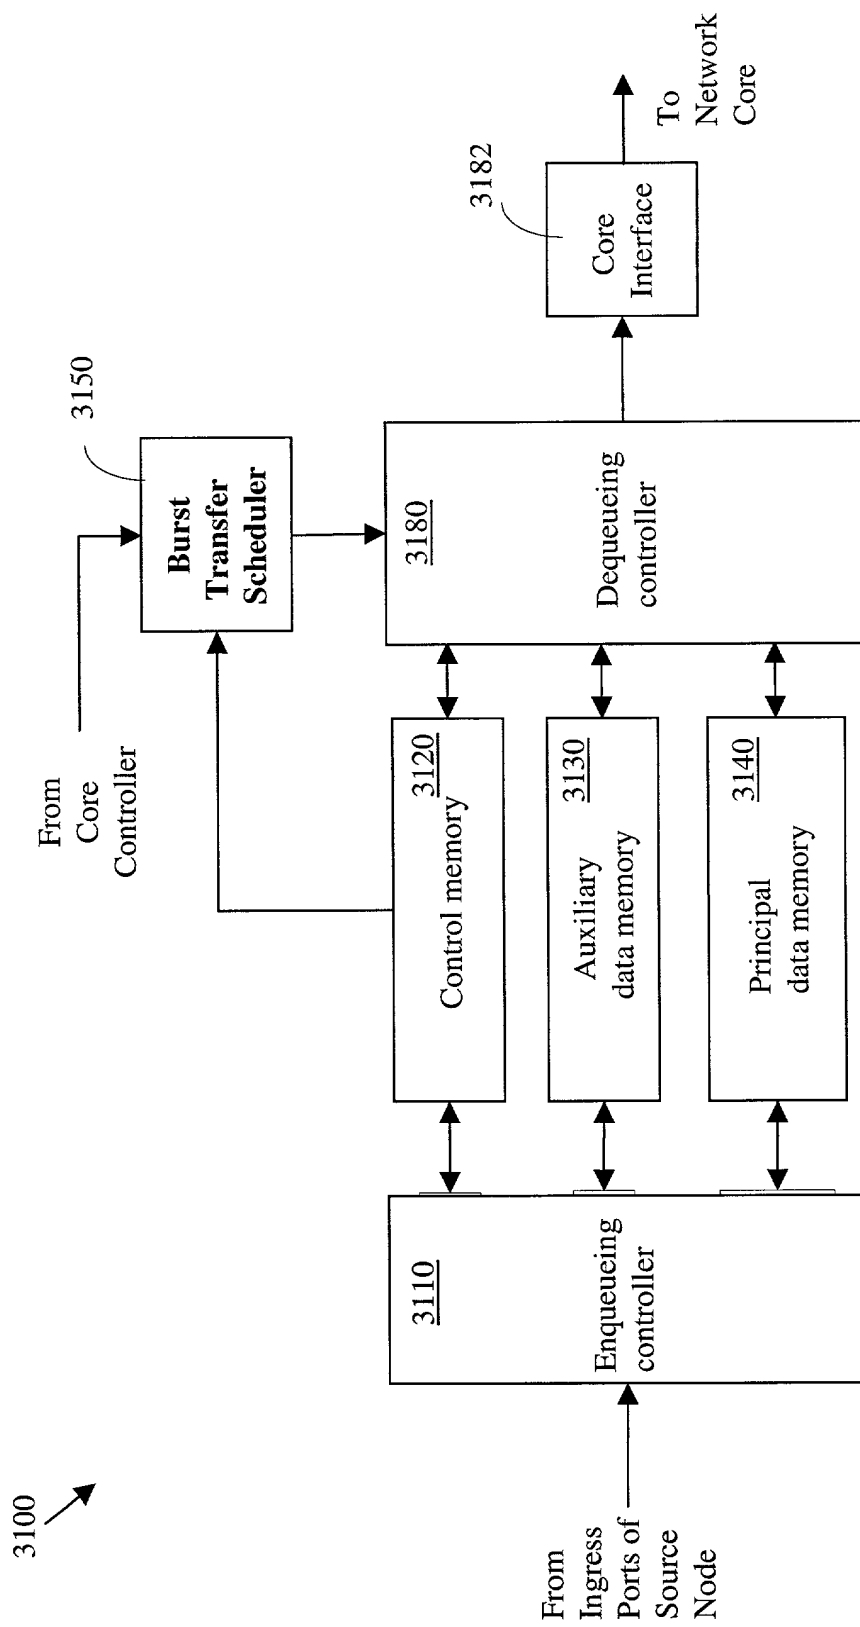 3100
From
Ingress
Ports of
Source
Node
3110
Enqueueing
controller
From
Core
Controller
3120
Control memory
3130
Auxiliary
data memory
3140
Principal
data memory
3150
Burst
Transfer
Scheduler
3180
Dequeueing
controller
3182
Core
Interface
To
Network
Core